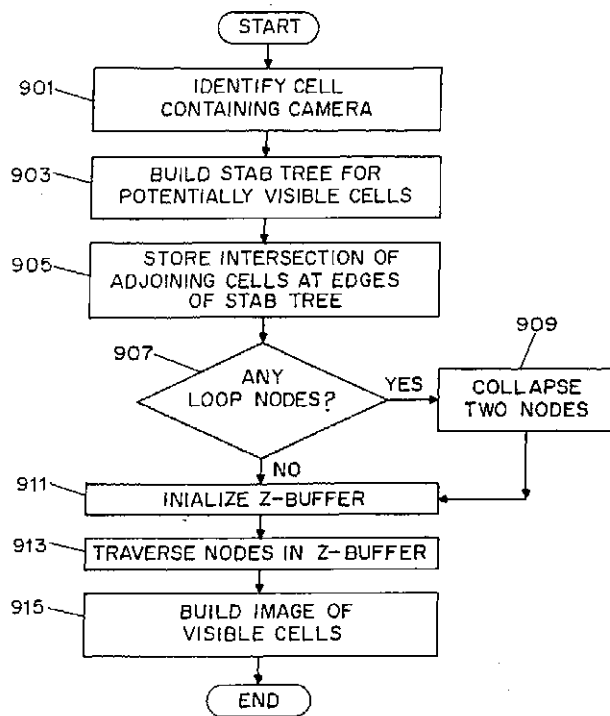 START
901
IDENTIFY CELL
CONTAINING CAMERA
903
BUILD STAB TREE FOR
POTENTIALLY VISIBLE CELLS
905
STORE INTERSECTION OF
ADJOINING CELLS AT EDGES
OF STAB TREE
907
ANY
LOOP NODES?
YES
909
COLLAPSE
TWO NODES
NO
911
INIALIZE Z-BUFFER
913
TRAVERSE NODES IN Z-BUFFER
915
BUILD IMAGE OF
VISIBLE CELLS
END